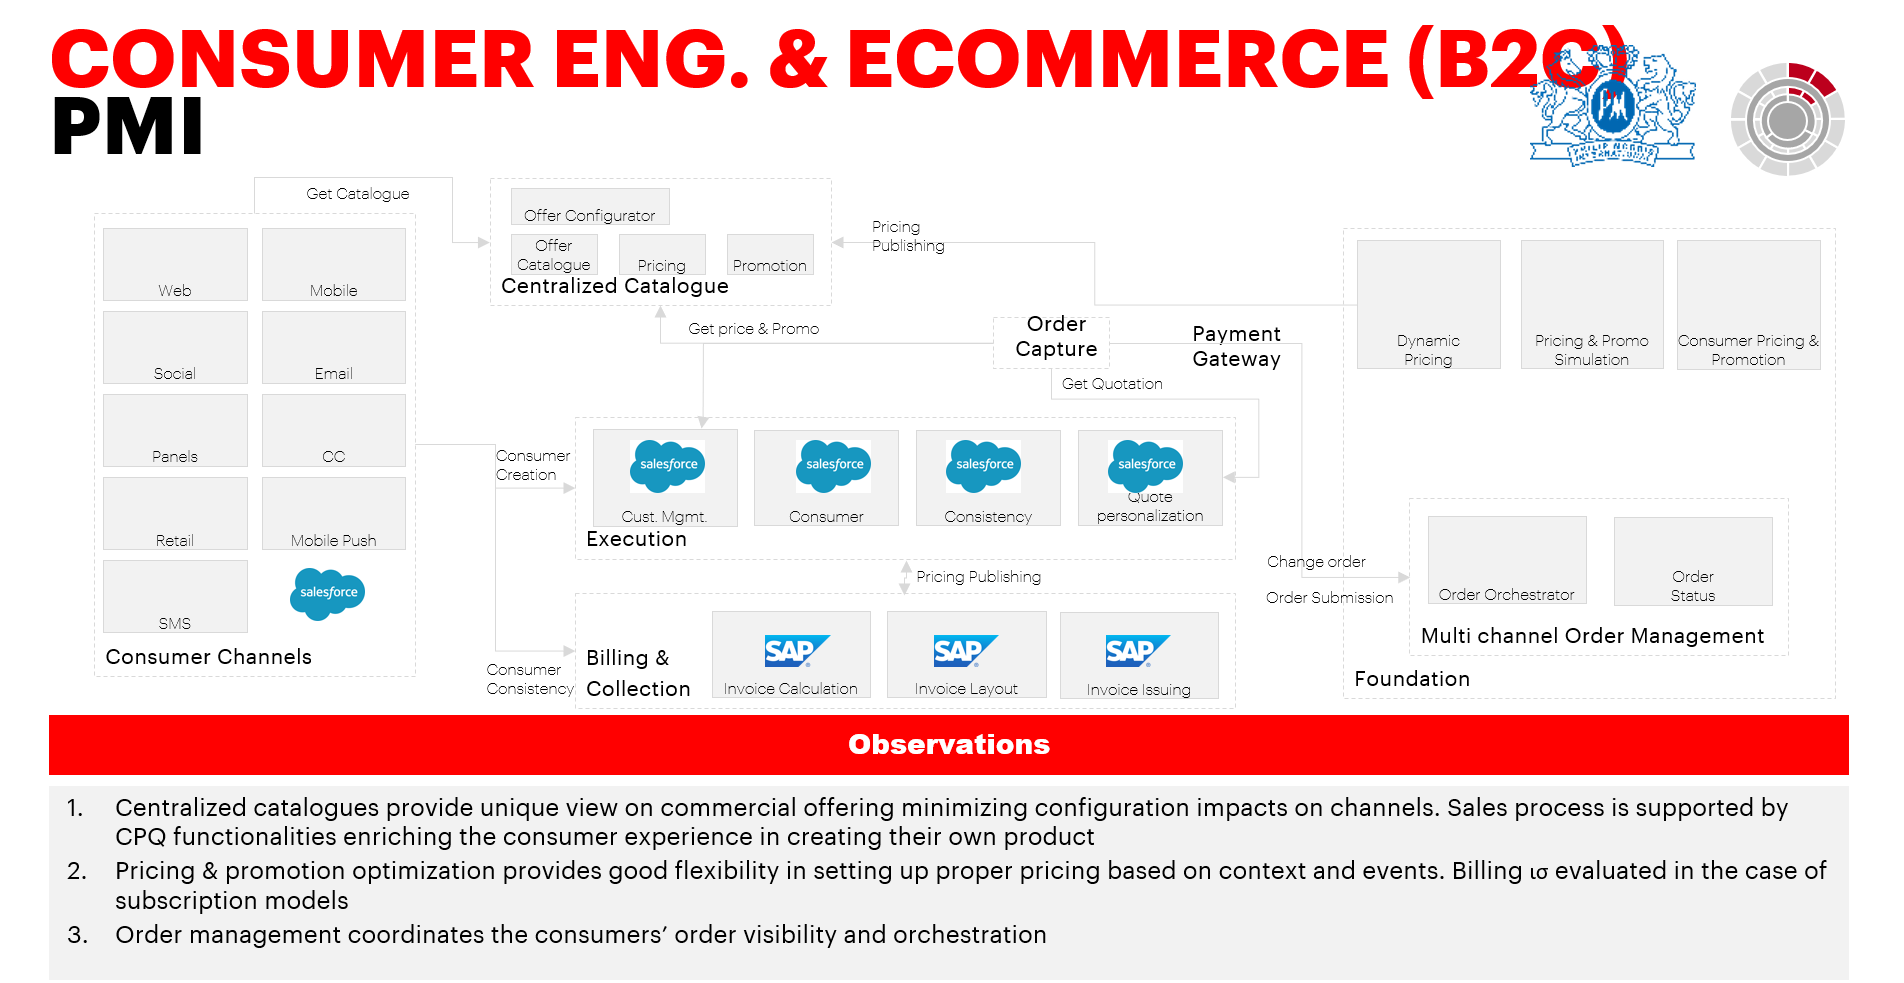 CONSUMER ENG. & ECOMMERCE (B2C)
PMI
PM
PHILIP MORRIS
INTERNATIONAL
Get Catalogue
Web
Mobile
Social
Email
Panels
CC
Retail
Mobile Push
SMS
salesforce
Consumer Channels
Offer Configurator
Offer
Catalogue
Pricing
Promotion
Centralized Catalogue
Pricing
Publishing
Get price & Promo
Order
Capture
Payment
Gateway
Get Quotation
Dynamic
Pricing
Pricing & Promo
Simulation
Consumer Pricing &
Promotion
Consumer
Creation
salesforce
Cust. Mgmt.
salesforce
Consumer
salesforce
Consistency
salesforce
Quote
personalization
Execution
Pricing Publishing
Change order
Order Submission
Order Orchestrator
Order
Status
Multi channel Order Management
Foundation
Consumer
Consistency
Billing &
Collection
SAP
Invoice Calculation
SAP
Invoice Layout
SAP
Invoice Issuing
Observations
1. Centralized catalogues provide unique view on commercial offering minimizing configuration impacts on channels. Sales process is supported by
CPQ functionalities enriching the consumer experience in creating their own product
2. Pricing & promotion optimization provides good flexibility in setting up proper pricing based on context and events. Billing ισ evaluated in the case of
subscription models
3. Order management coordinates the consumers’ order visibility and orchestration